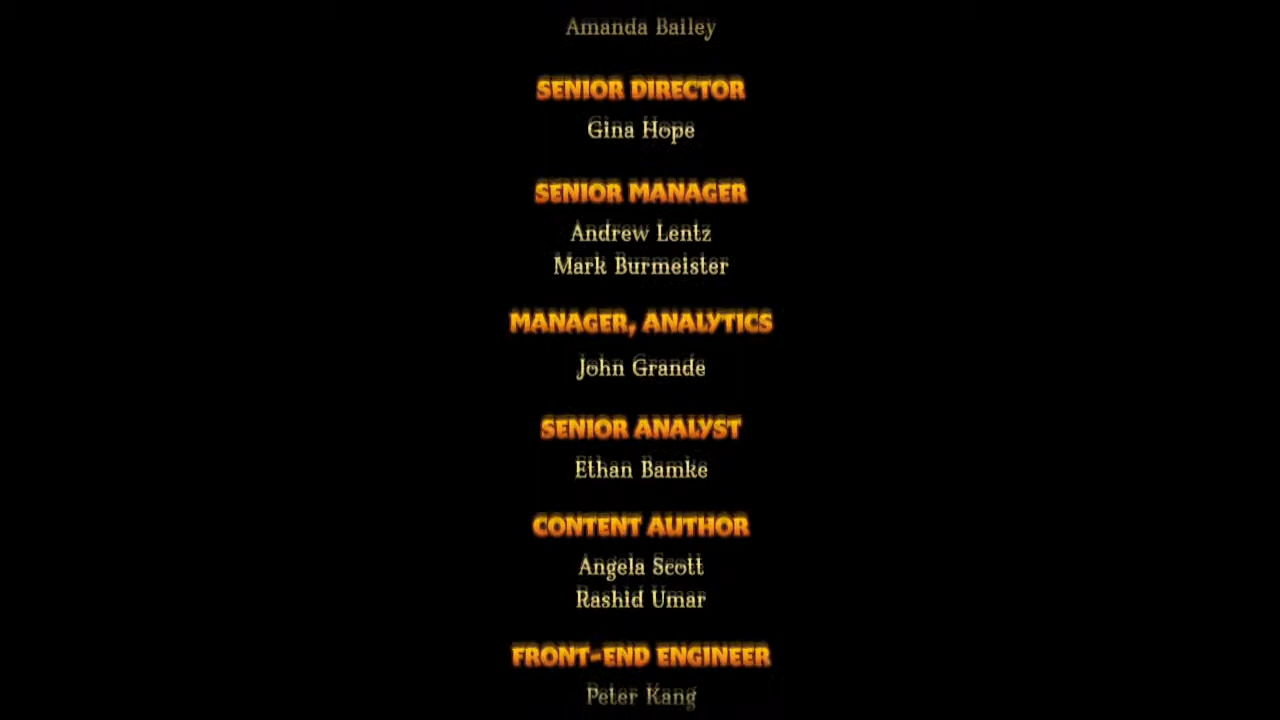 Amanda Bailey
SENIOR DIRECTOR
Gina Hope
SENIOR MANAGER
Andrew Lentz
Mark Burmeister
MANAGER, ANALYTICS
John Grande
SENIOR ANALYST
Ethan Bamke
CONTENT AUTHOR
Angela Scott
Rashid Umar
FRONT-END ENGINEER
Peter Kang